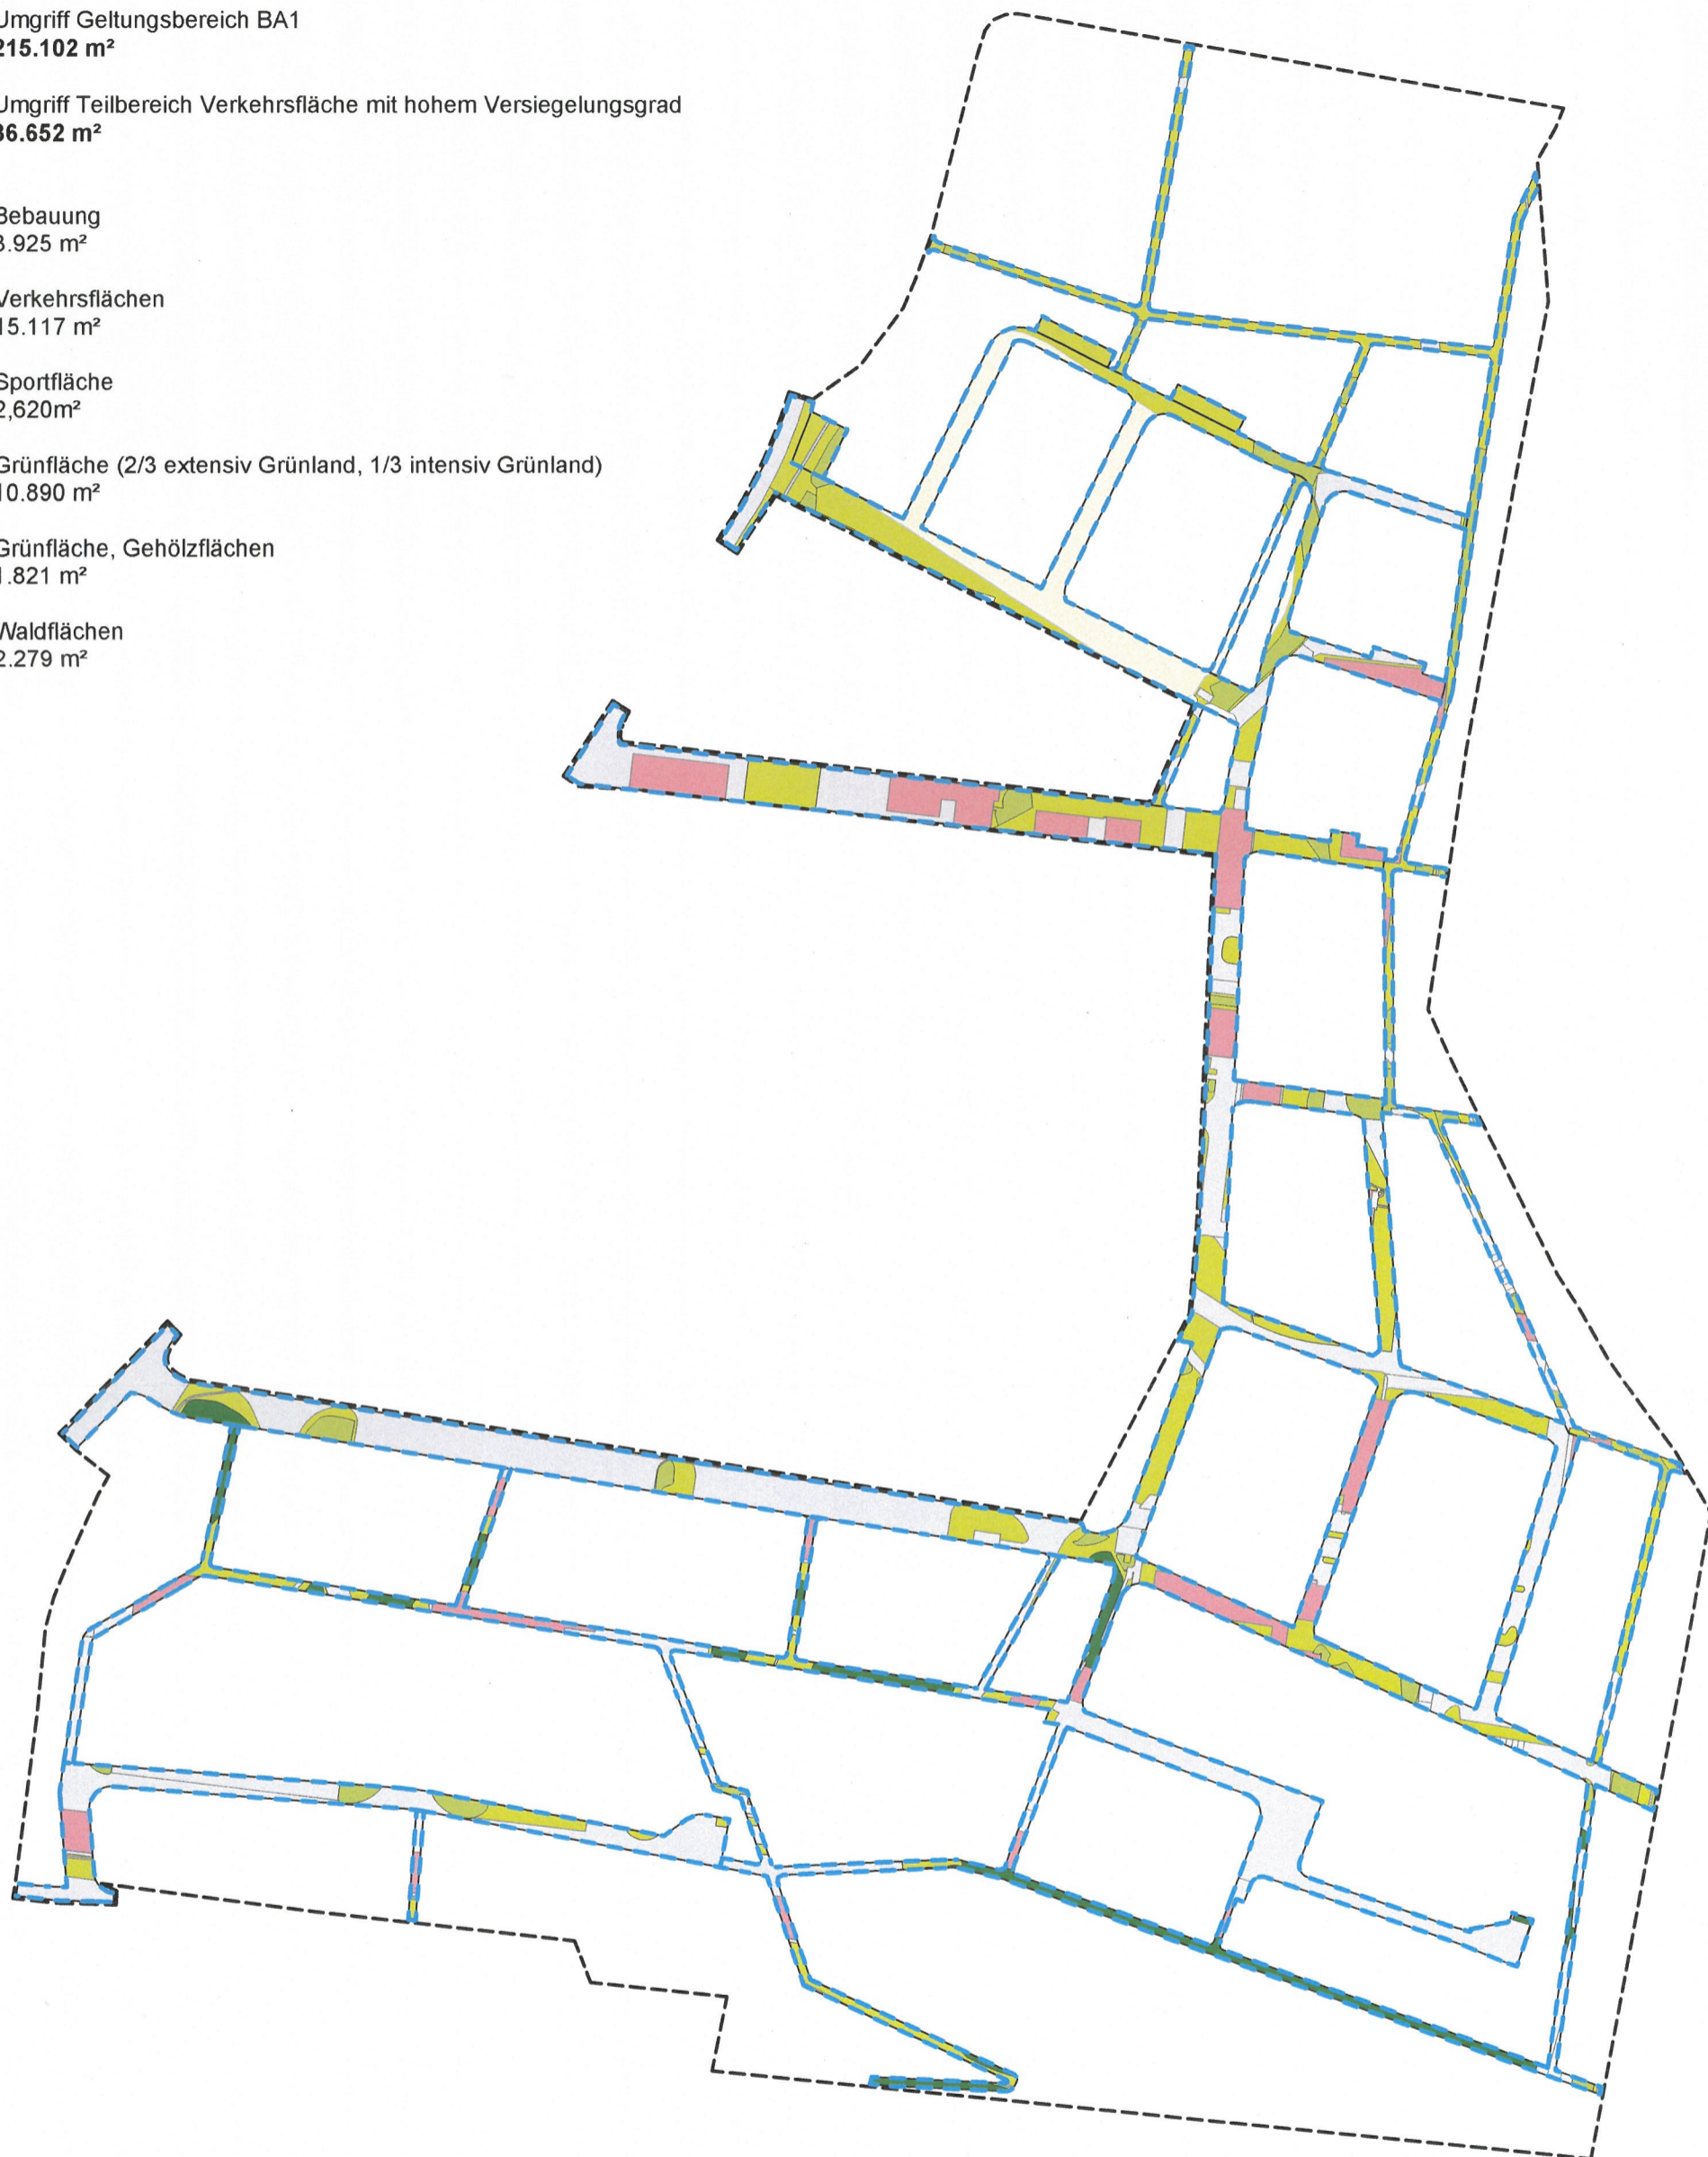 Umgriff Geltungsbereich BA1
215.102 m²
Umgriff Teilbereich Verkehrsfläche mit hohem Versiegelungsgrad
36.652 m²
Bebauung
3.925 m²
Verkehrsflächen
15.117 m²
Sportfläche
2,620m²
Grünfläche (2/3 extensiv Grünland, 1/3 intensiv Grünland)
10.890 m²
Grünfläche, Gehölzflächen
1.821 m²
Waldflächen
2.279 m²